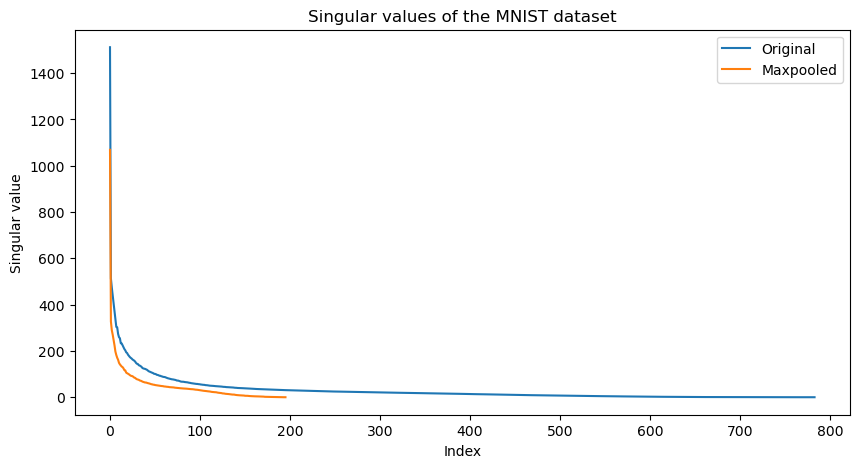 Singular values of the MNIST dataset
Original
Maxpooled
1400
1200
1000
800
600
400
200
0
Singular value
0 100 200 300 400 500 600 700 800
Index